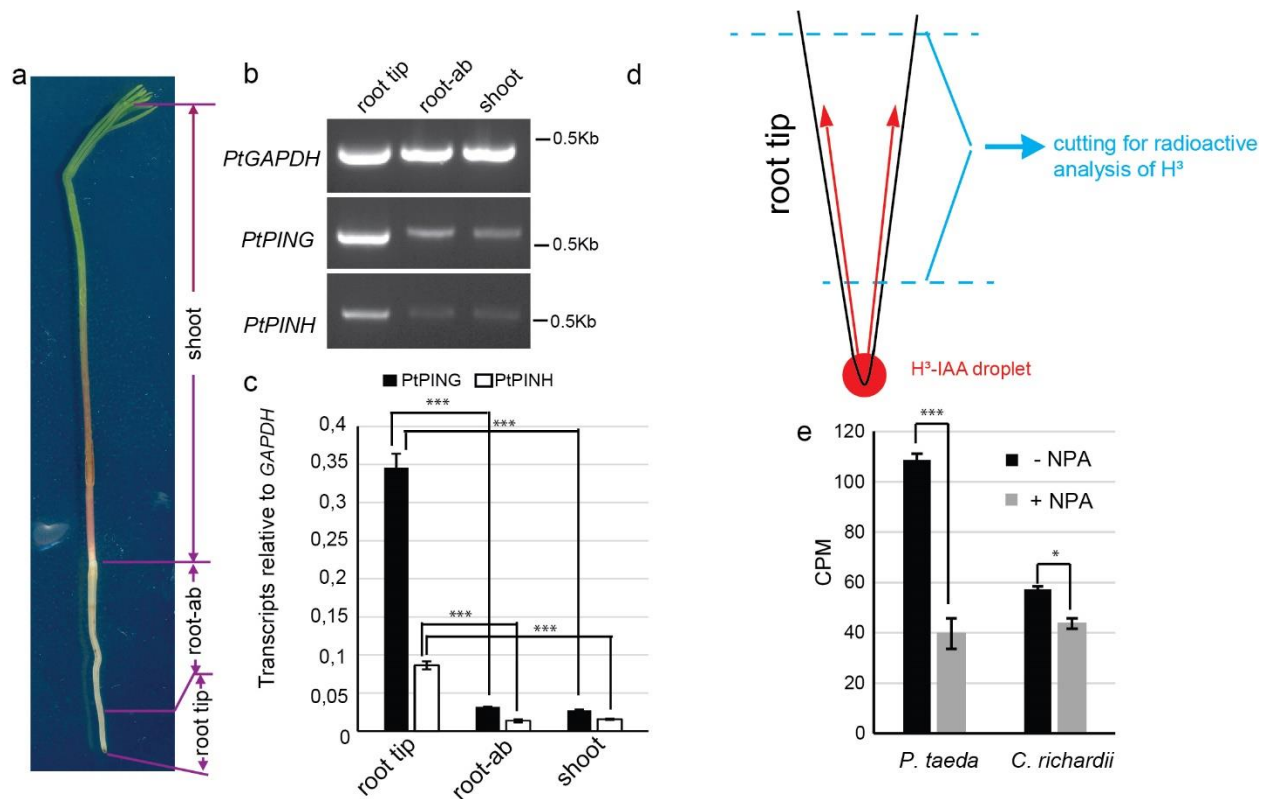 a
shoot
root-ab
root tip
b
root tip
root-ab
shoot
PtGAPDH
0.5Kb
PtPING
0.5Kb
PtPINH
0.5Kb
c
PtPING
PtPINH
Transcripts relative to GAPDH
0,4
0,35
0,3
0,25
0,2
0,15
0,1
0,05
0
***
***
***
***
root tip
root-ab
shoot
d
root tip
cutting for radioactive
analysis of H³
H³-IAA droplet
e
CPM
120
100
80
60
40
20
0
***
*
- NPA
+ NPA
P. taeda
C. richardii